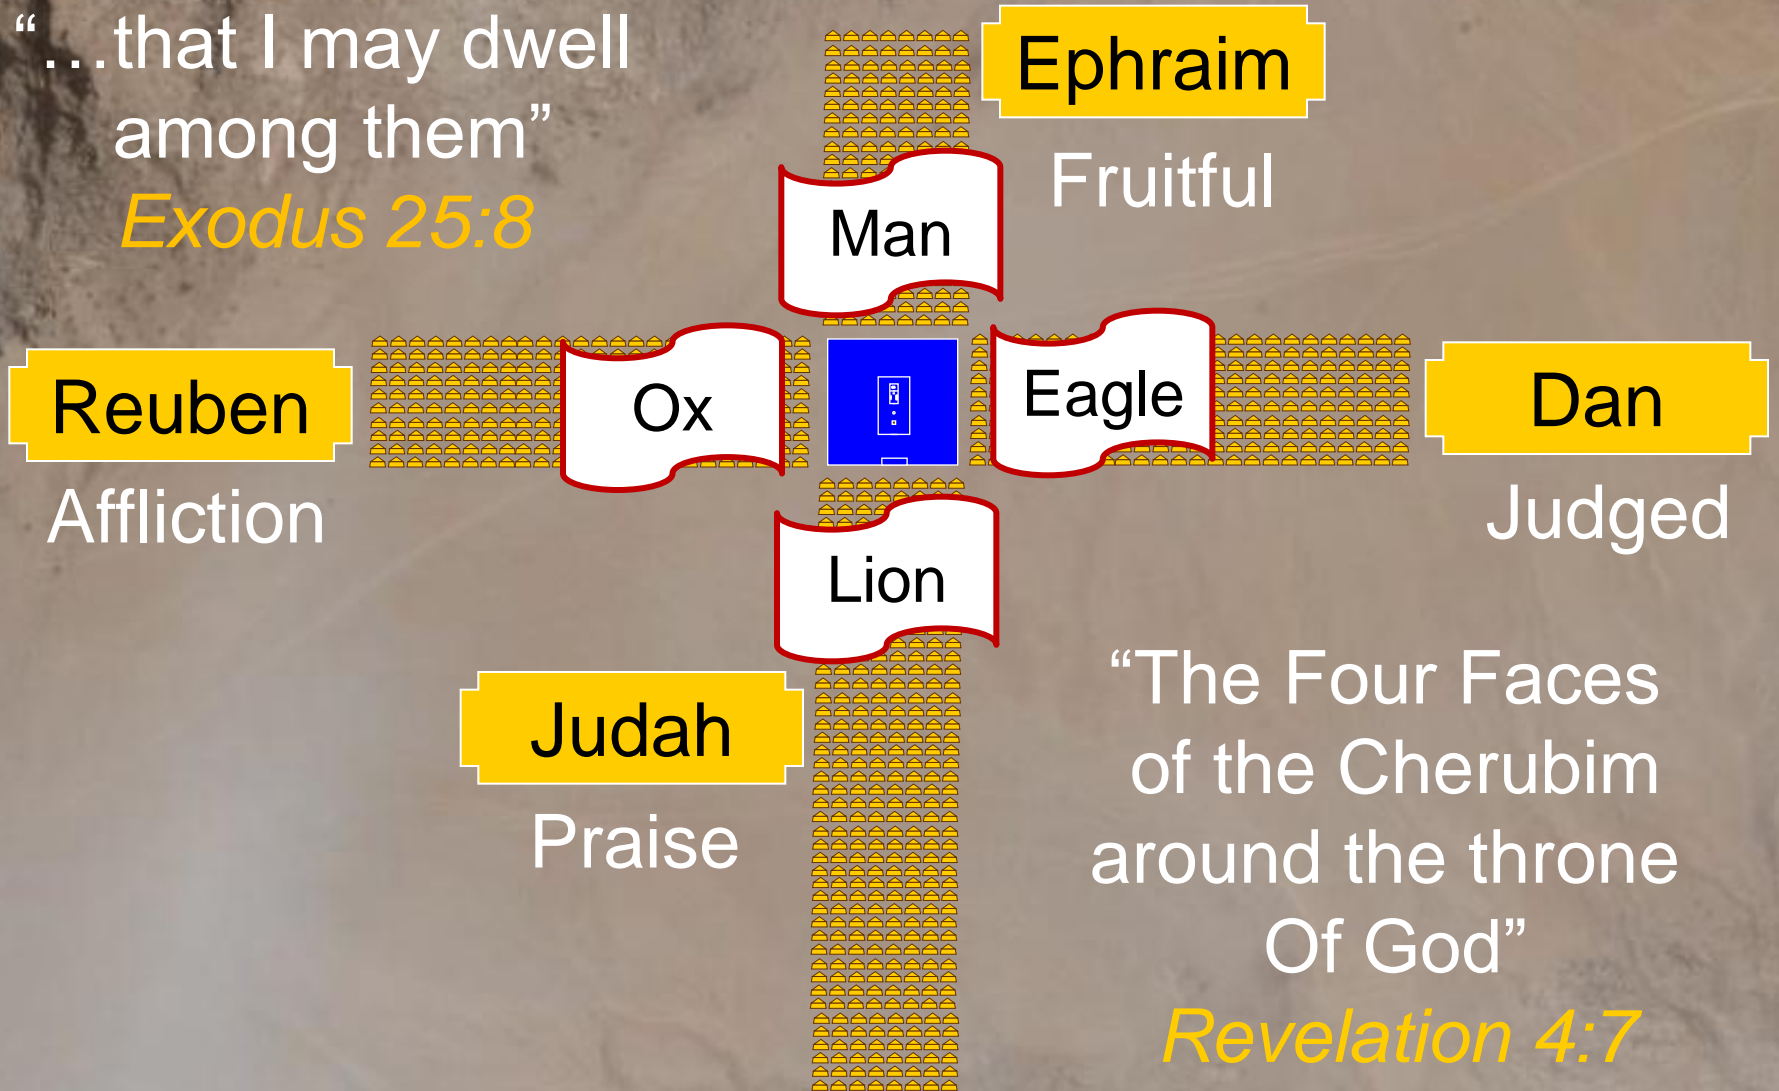 “…that I may dwell
among them”
Exodus 25:8
Ephraim
Fruitful
Man
Reuben
Affliction
Ox
Eagle
Dan
Judged
Lion
Judah
Praise
“The Four Faces
of the Cherubim
around the throne
Of God”
Revelation 4:7